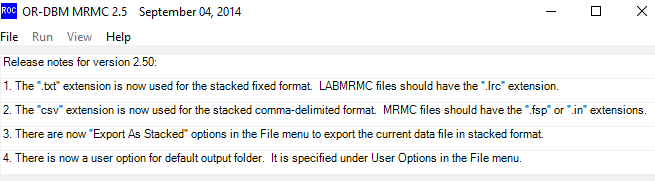 ROC OR-DBM MRMC 2.5 September 04, 2014
File Run View Help
Release notes for version 2.50:
1. The ".txt" extension is now used for the stacked fixed format. LABMRMC files should have the ".lrc" extension.
2. The "csv" extension is now used for the stacked comma-delimited format. MRMC files should have the ".fsp" or ".in" extensions.
3. There are now "Export As Stacked" options in the File menu to export the current data file in stacked format.
4. There is now a user option for default output folder. It is specified under User Options in the File menu.